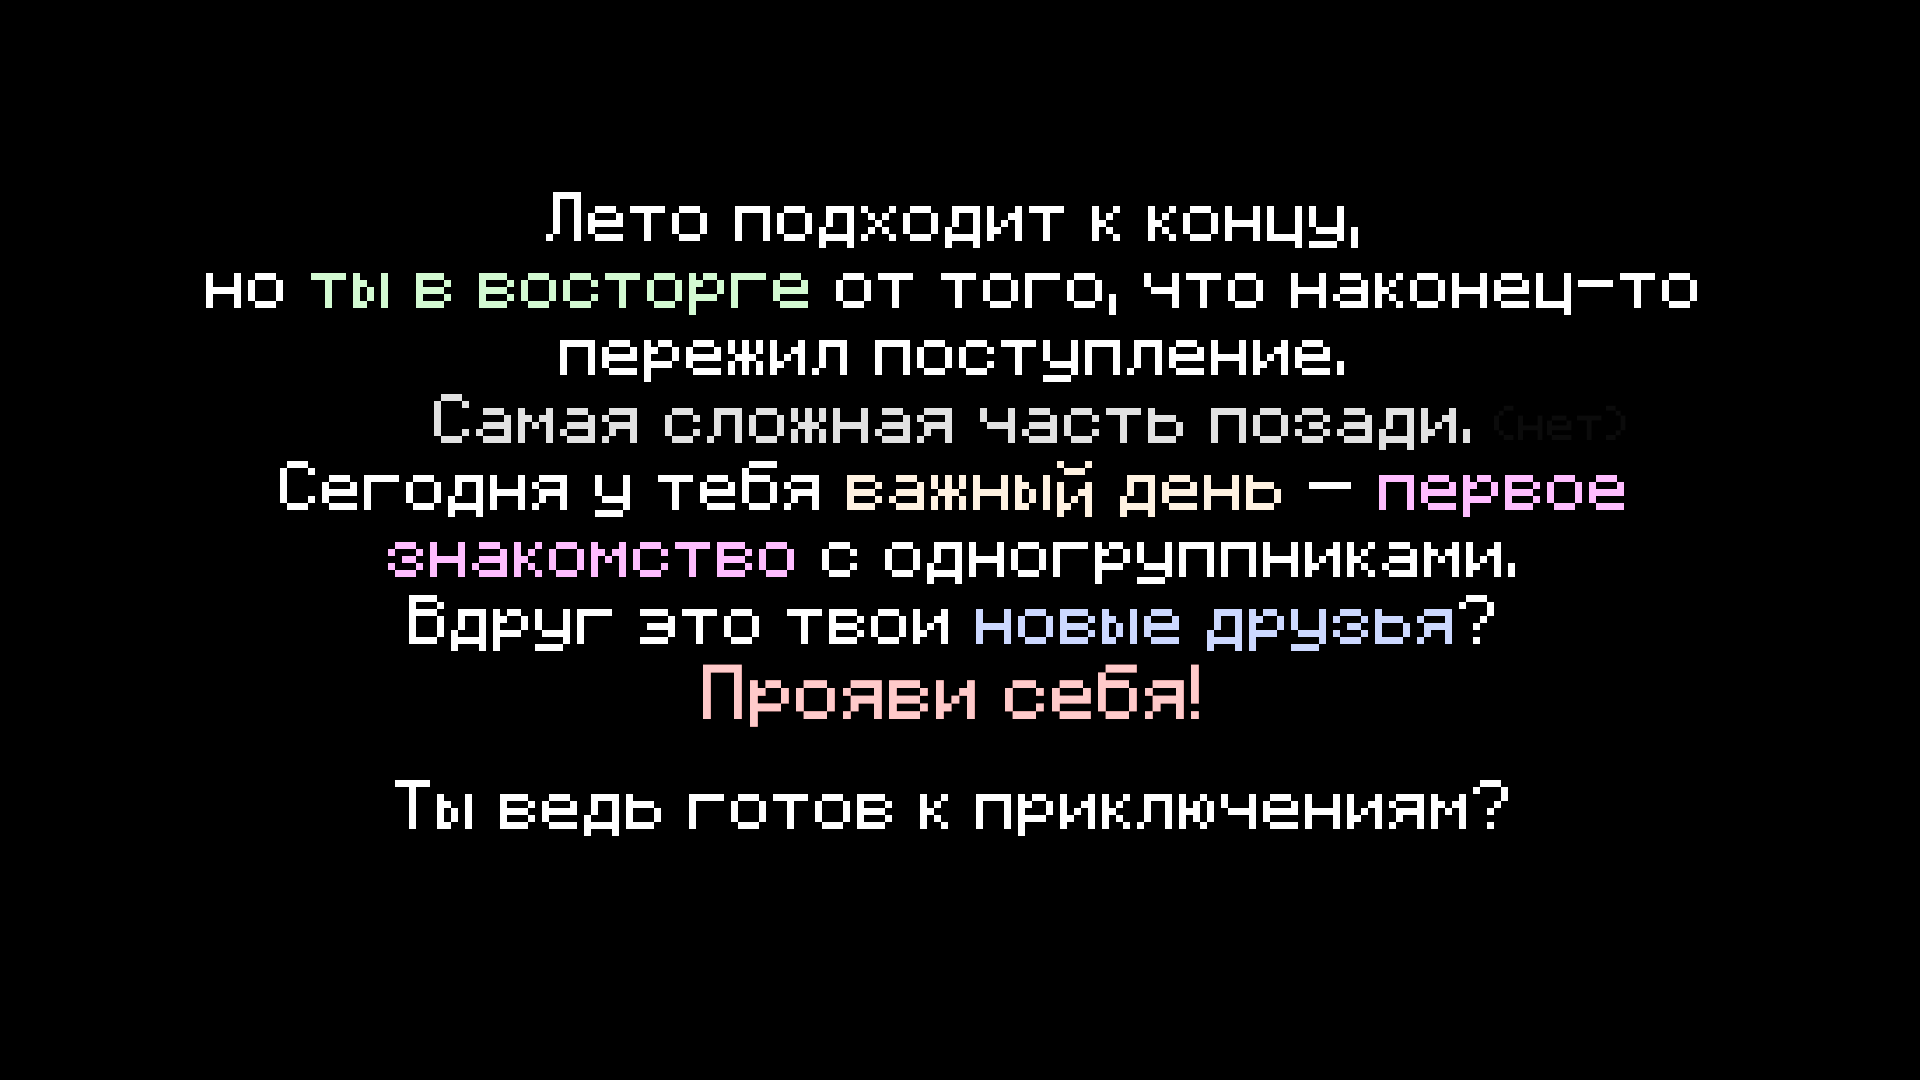 Лето подходит к концу,
но ты в восторге от того, что наконец-то
пережил поступление.
Самая сложная часть позади. (нет)
Сегодня у тебя важный день – первое
знакомство с одногруппниками.
Вдруг это твои новые друзья?
Прояви себя!
Ты ведь готов к приключениям?